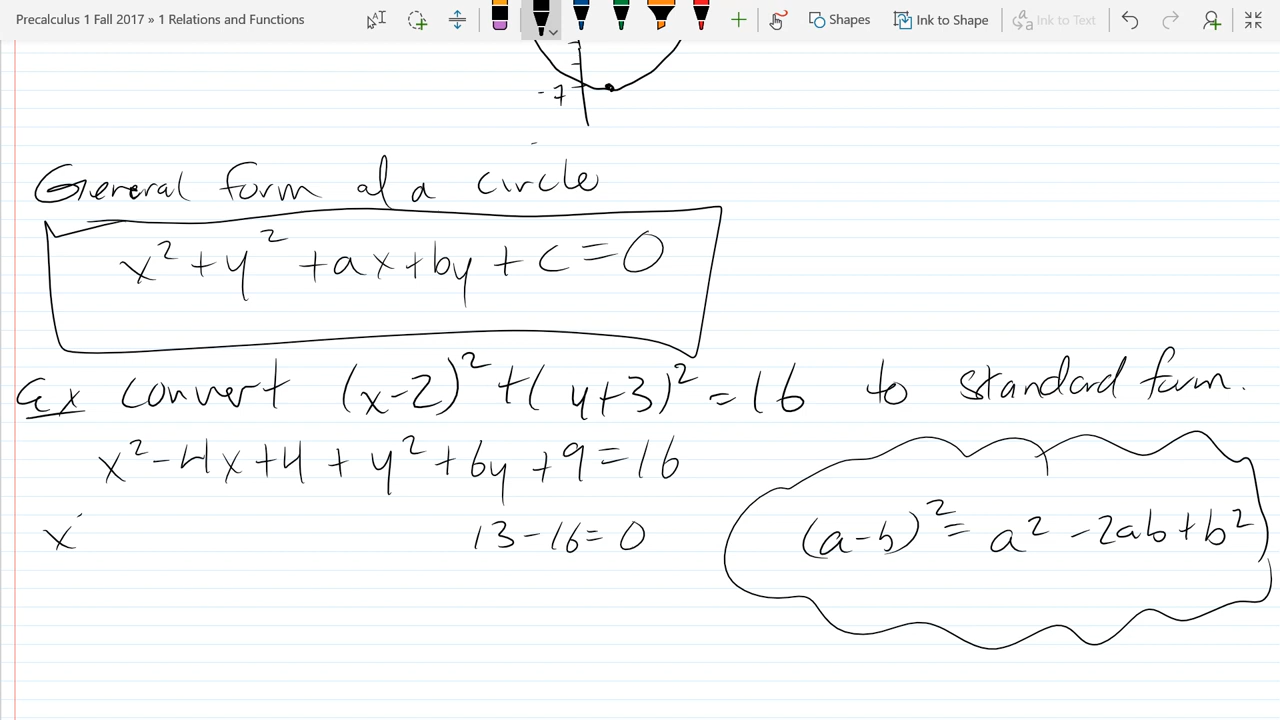 Precalculus 1 Fall 2017 » 1 Relations and Functions Shapes Ink to Shape Ink to Text
-7
General form of a circle
x² + y² + ax + by + c = 0
Ex convert (x-2)² + (y+3)² = 16 to standard form.
x² - 4x + 4 + y² + 6y + 9 = 16
(a-b)² = a² - 2ab + b²
x 13 - 16 = 0